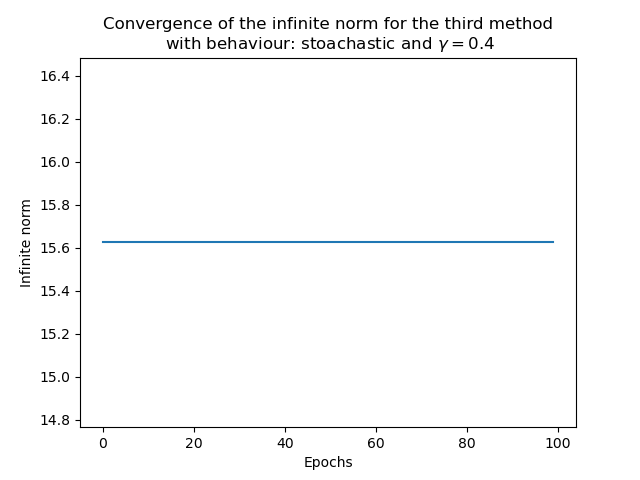 Convergence of the infinite norm for the third method
with behaviour: stoachastic and γ = 0.4
16.4
16.2
16.0
15.8
15.6
15.4
15.2
15.0
14.8
Infinite norm
0 20 40 60 80 100
Epochs